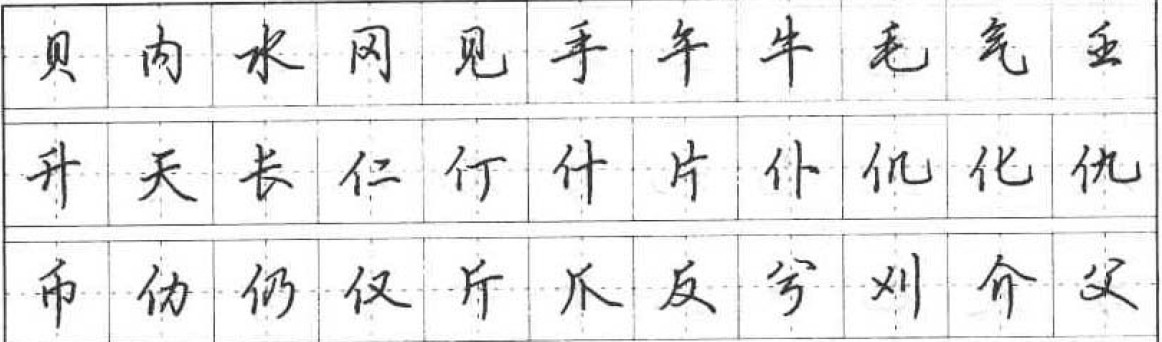 贝内水冈见手午牛毛气壬
升夭长仁仃什片仆仉化仇
币仂仍仅斤爪反兮刈介父